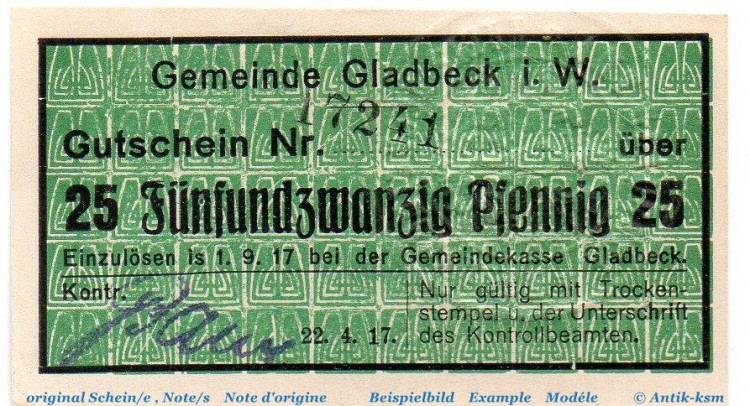 Gemeinde Gladbeck i. W.
Gutschein Nr. 17241 über
25 Fünfundzwanzig Pfennig 25
Einzulösen is 1. 9. 17 bei der Gemeindekasse Gladbeck.
Kontr.
22. 4. 17.
Nur gültig mit Trocken-
stempel u. der Unterschrift
des Kontrollbeamten.
original Schein/e , Note/s Note d'origine Beispielbild Example Modéle © Antik-ksm